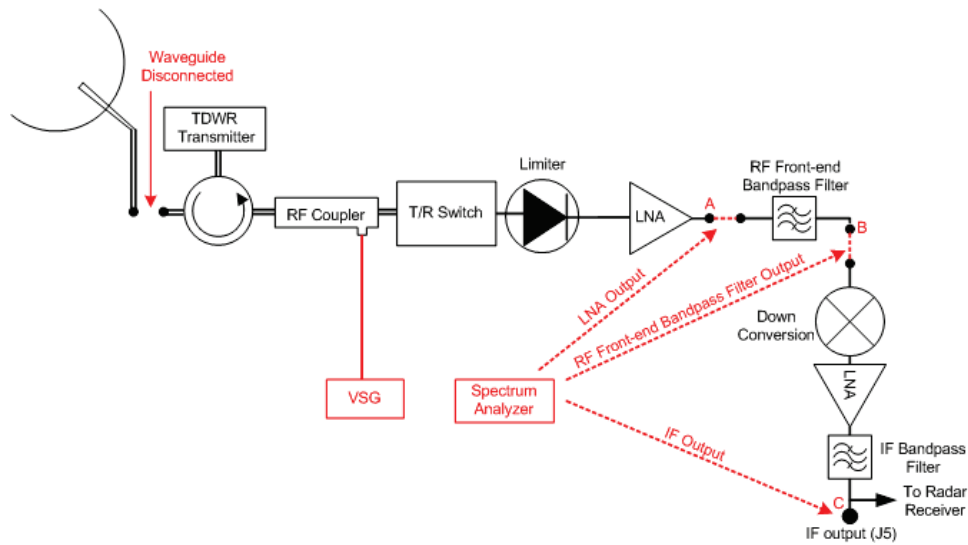 Waveguide
Disconnected
TDWR
Transmitter
Limiter
RF Front-end
Bandpass Filter
RF Coupler
T/R Switch
LNA
A
B
LNA Output
RF Front-end Bandpass Filter Output
Down
Conversion
VSG
Spectrum
Analyzer
LNA
IF Output
IF Bandpass
Filter
C
To Radar
Receiver
IF output (J5)